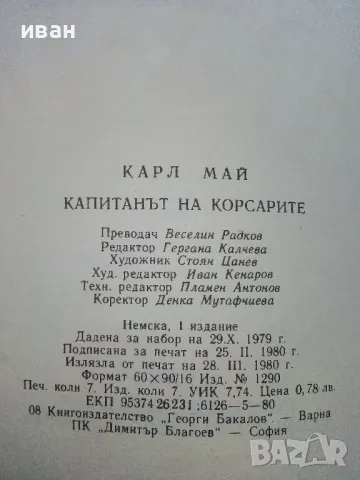 иван
КАРЛ МАЙ
КАПИТАНЪТ НА КОРСАРИТЕ
Преводач Веселин Радков
Редактор Гергана Калчева
Художник Стоян Цанев
Худ. редактор Иван Кенаров
Техн. редактор Пламен Антонов
Коректор Денка Мутафчиева
Немска, 1 издание
Дадена за набор на 29.X. 1979 г.
Подписана за печат на 25. II. 1980 г.
Излязла от печат на 28. III. 1980 г.
Формат 60×90/16 Изд. № 1290
Печ. коли 7. Изд. коли 7. УИК 7,74. Цена 0,78 лв.
ЕКП 95374 26231 ; 6126—5—80
08 Книгоиздателство „Георги Бакалов" — Варна
ПК „Димитър Благоев" — София
bazar.bg